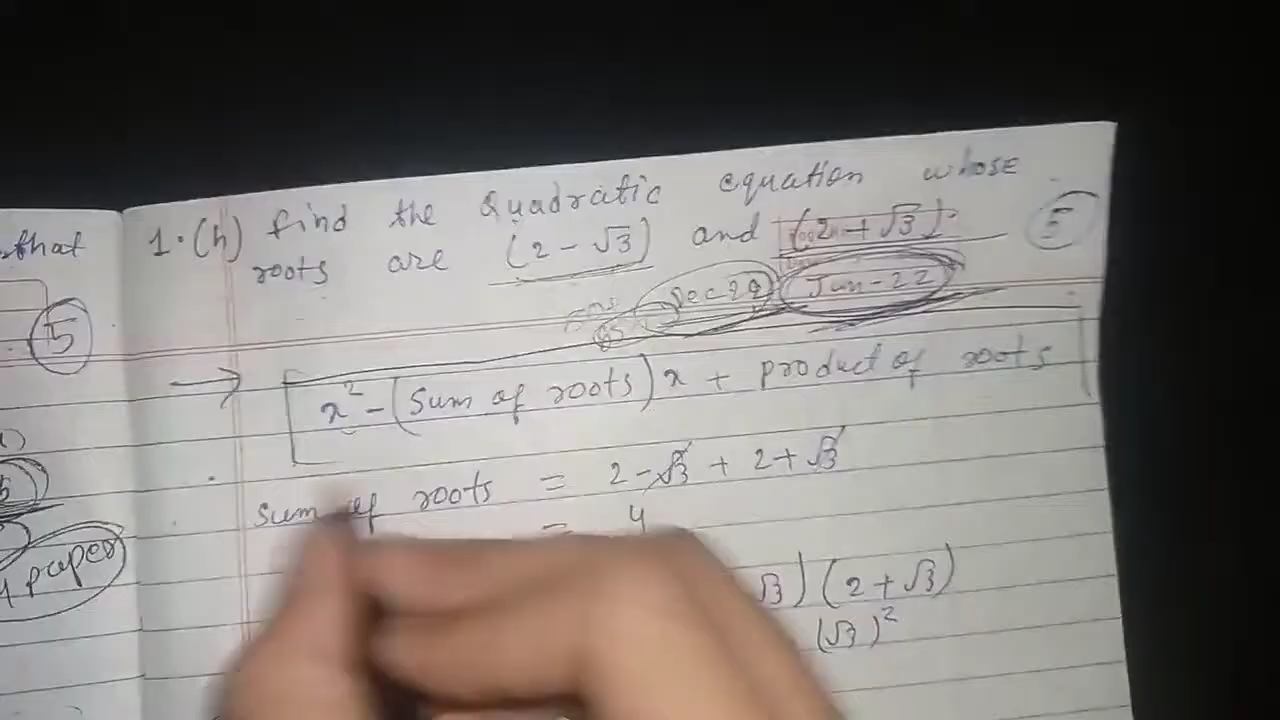 that
5
4 paper
1.(h) find the Quadratic equation whose
roots are (2 - √3) and (2 + √3). 5
Jun-22
x² - (Sum of roots) x + product of roots
Sum of roots = 2 - √3 + 2 + √3
= 4
√3) (2 + √3)
(√3)²